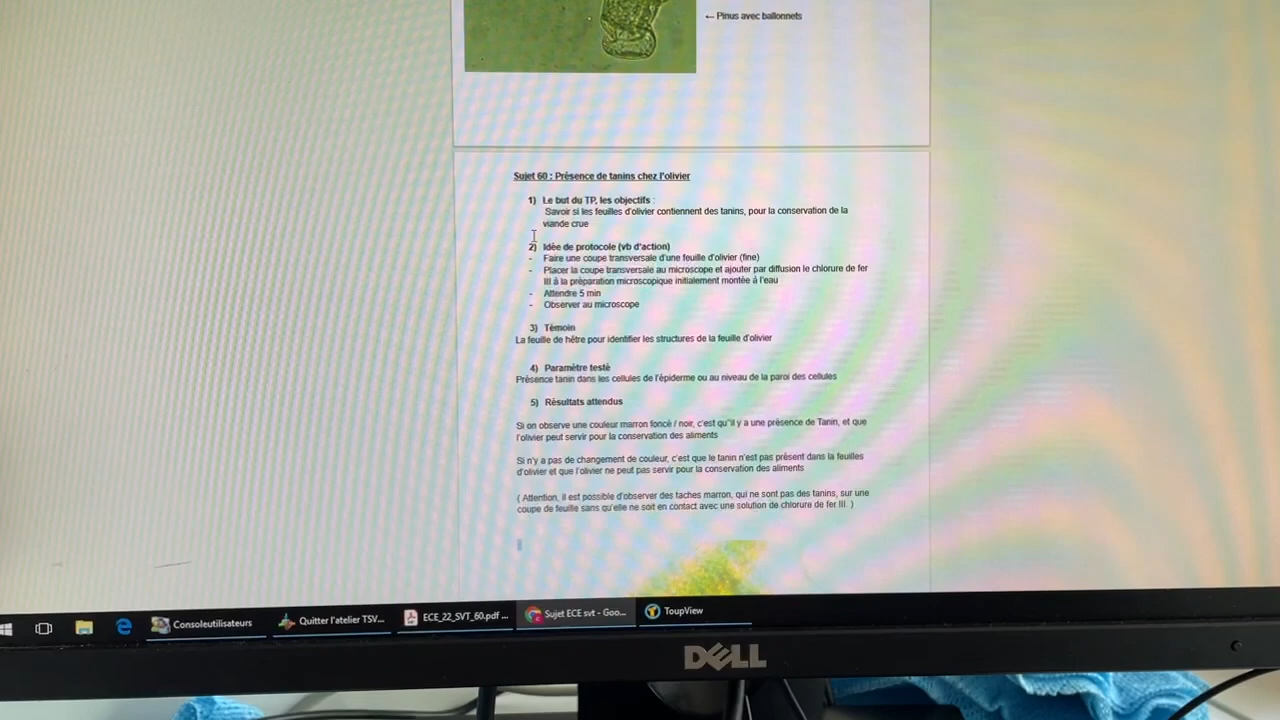 ← Pinus avec ballonnets
Sujet 60 : Présence de tanins chez l'olivier
1) Le but du TP, les objectifs :
Savoir si les feuilles d'olivier contiennent des tanins, pour la conservation de la
viande crue
2) Idée de protocole (vb d'action)
- Faire une coupe transversale d'une feuille d'olivier (fine)
- Placer la coupe transversale au microscope et ajouter par diffusion le chlorure de fer
III à la préparation microscopique initialement montée à l'eau
- Attendre 5 min
- Observer au microscope
3) Témoin
La feuille de hêtre pour identifier les structures de la feuille d'olivier
4) Paramètre testé
Présence tanin dans les cellules de l'épiderme ou au niveau de la paroi des cellules
5) Résultats attendus
Si on observe une couleur marron foncé / noir, c'est qu''il y a une présence de Tanin, et que
l'olivier peut servir pour la conservation des aliments
Si n'y a pas de changement de couleur, c'est que le tanin n'est pas présent dans la feuilles
d'olivier et que l'olivier ne peut pas servir pour la conservation des aliments
( Attention, il est possible d'observer des taches marron, qui ne sont pas des tanins, sur une
coupe de feuille sans qu'elle ne soit en contact avec une solution de chlorure de fer III. )
Consoleutilisateurs
Quitter l'atelier TSV...
ECE_22_SVT_60.pdf ...
Sujet ECE svt - Goo...
ToupView
DELL